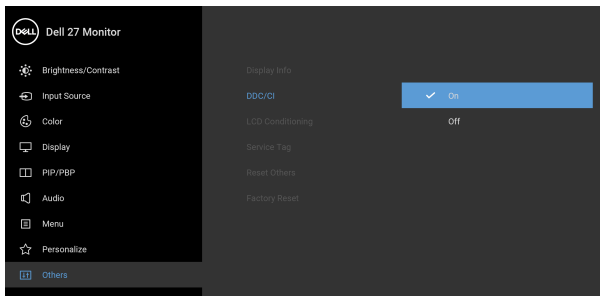 DELL
Dell 27 Monitor
Brightness/Contrast
Input Source
Color
Display
PIP/PBP
Audio
Menu
Personalize
Others
Display Info
DDC/CI
LCD Conditioning
Service Tag
Reset Others
Factory Reset
On
Off